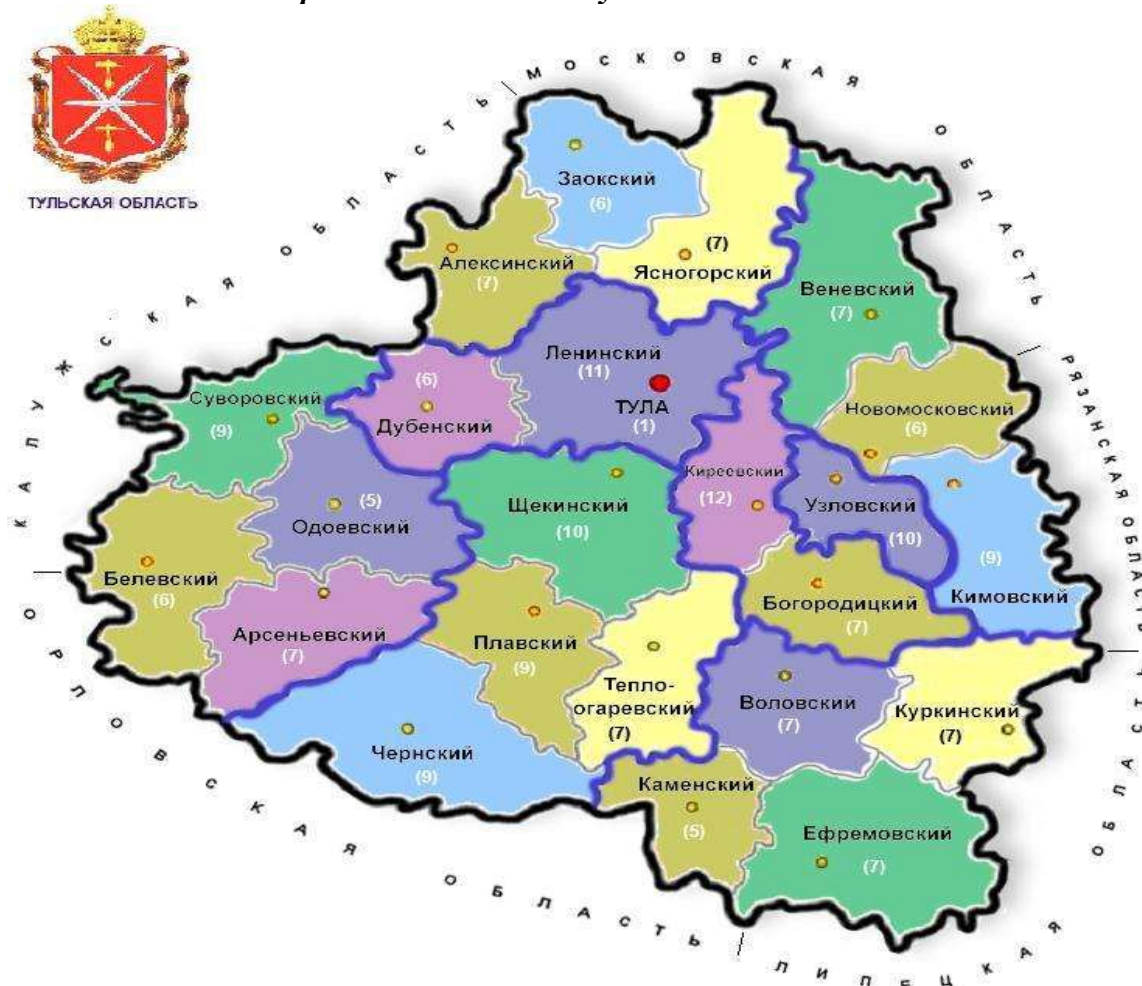 ТУЛЬСКАЯ ОБЛАСТЬ
МОСКОВСКАЯ ОБЛАСТЬ
КАЛУЖСКАЯ ОБЛАСТЬ
РЯЗАНСКАЯ ОБЛАСТЬ
Заокский
(6)
(7)
Ясногорский
Алексинский
(7)
Веневский
(7)
Ленинский
(11)
ТУЛА
(1)
(6)
Дубенский
Суворовский
(9)
Новомосковский
(6)
Киреевский
(12)
Узловский
(10)
(5)
Одоевский
Щекинский
(10)
(9)
Кимовский
Белевский
(6)
Богородицкий
(7)
Арсеньевский
(7)
Плавский
(9)
Тепло-
огаревский
(7)
Воловский
(7)
Куркинский
(7)
Чернский
(9)
Каменский
(5)
Ефремовский
(7)
ОРЛОВСКАЯ ОБЛАСТЬ
ЛИПЕЦКАЯ ОБЛАСТЬ